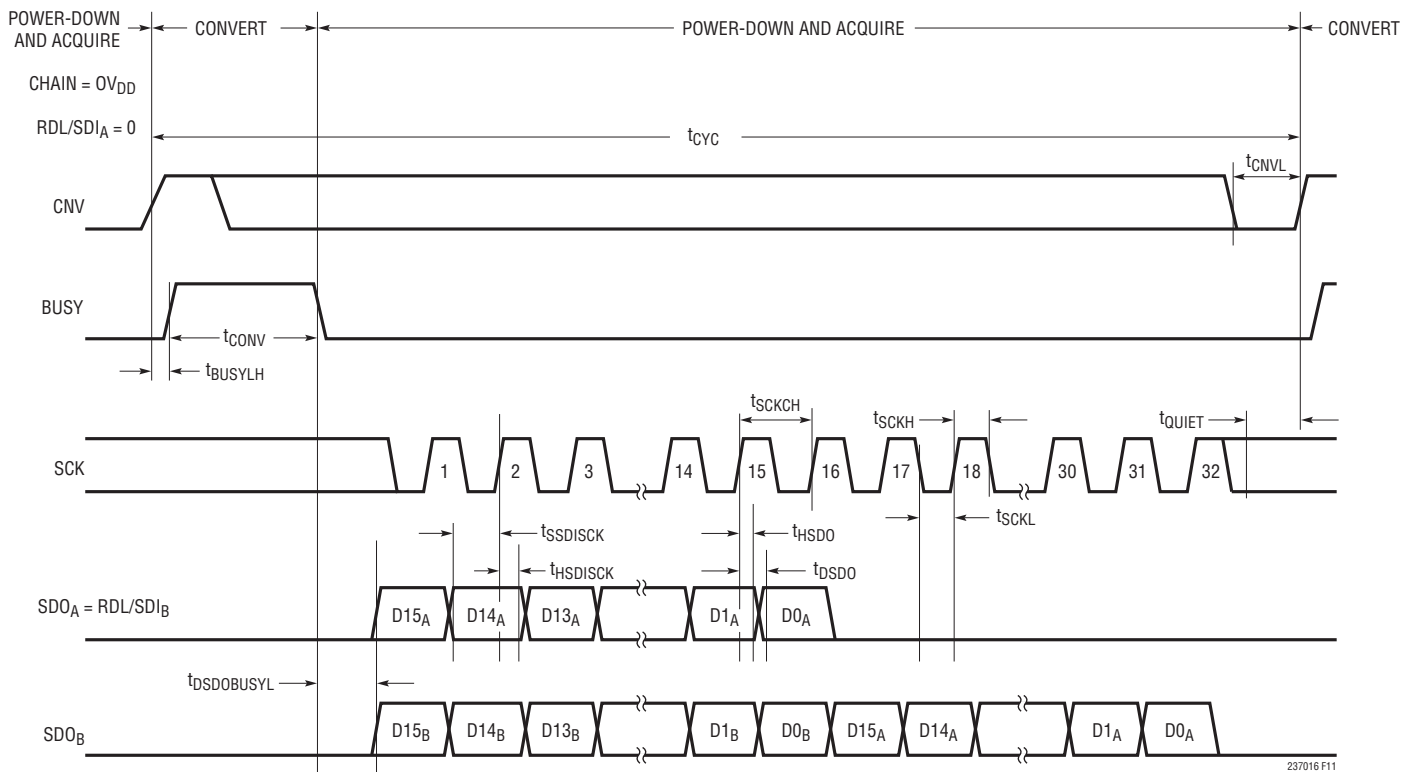 POWER-DOWN
AND ACQUIRE
CONVERT
POWER-DOWN AND ACQUIRE
CONVERT
CHAIN = OVDD
RDL/SDIA = 0
tCYC
tCNVL
CNV
BUSY
tCONV
tBUSYLH
tSCKCH
tSCKH
tQUIET
SCK
1 2 3 14 15 16 17 18 30 31 32
tSSDISCK
tHSDO
tSCKL
tHSDISCK
tDSDO
SDOA = RDL/SDIB
D15A D14A D13A D1A D0A
tDSDOBUSYL
SDOB
D15B D14B D13B D1B D0B D15A D14A D1A D0A
237016 F11